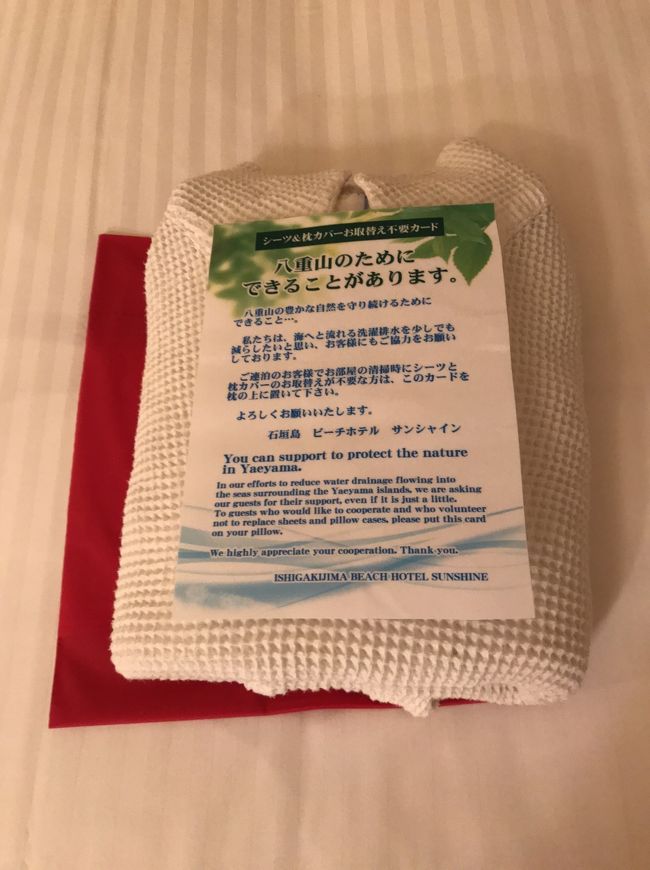 シーツ&枕カバーお取替え不要カード
八重山のために
できることがあります。
八重山の豊かな自然を守り続けるために
できること…。
私たちは、海へと流れる洗濯排水を少しでも
減らしたいと思い、お客様にもご協力をお願い
しております。
ご連泊のお客様でお部屋の清掃時にシーツと
枕カバーのお取替えが不要な方は、このカードを
枕の上に置いて下さい。
よろしくお願いいたします。
石垣島 ビーチホテル サンシャイン
You can support to protect the nature
in Yaeyama.
In our efforts to reduce water drainage flowing into
the seas surrounding the Yaeyama islands, we are asking
our guests for their support, even if it is just a little.
To guests who would like to cooperate and who volunteer
not to replace sheets and pillow cases, please put this card
on your pillow.
We highly appreciate your cooperation. Thank you.
ISHIGAKIJIMA BEACH HOTEL SUNSHINE